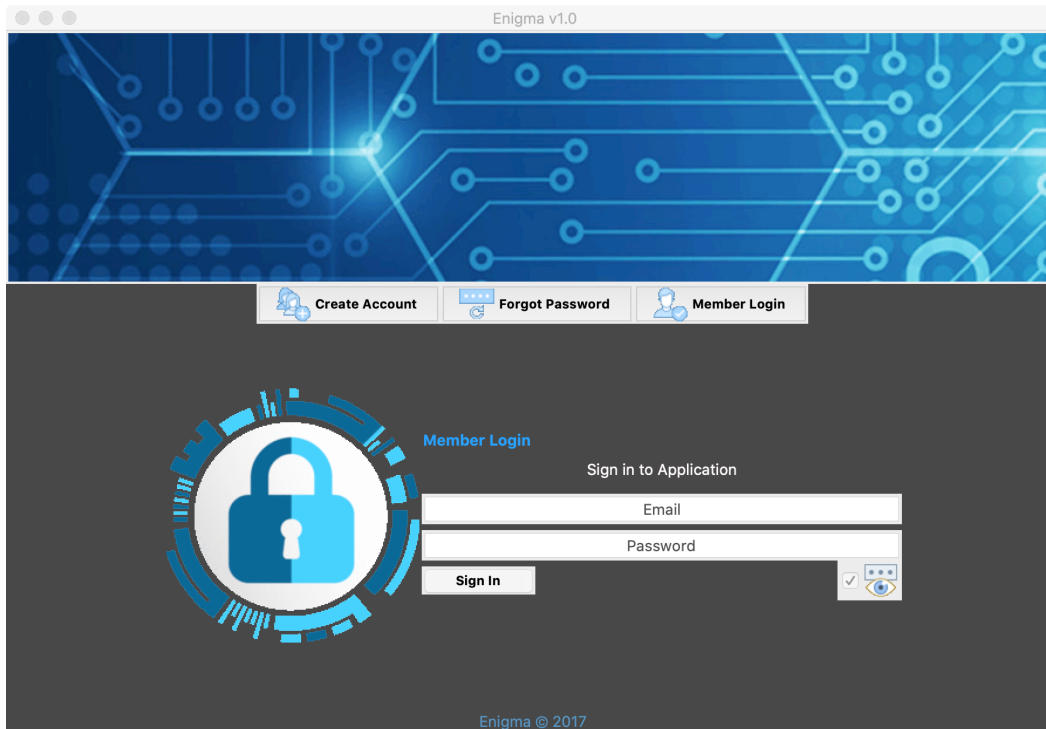 Enigma v1.0
Create Account Forgot Password Member Login
Member Login
Sign in to Application
Email
Password
Sign In
Enigma © 2017